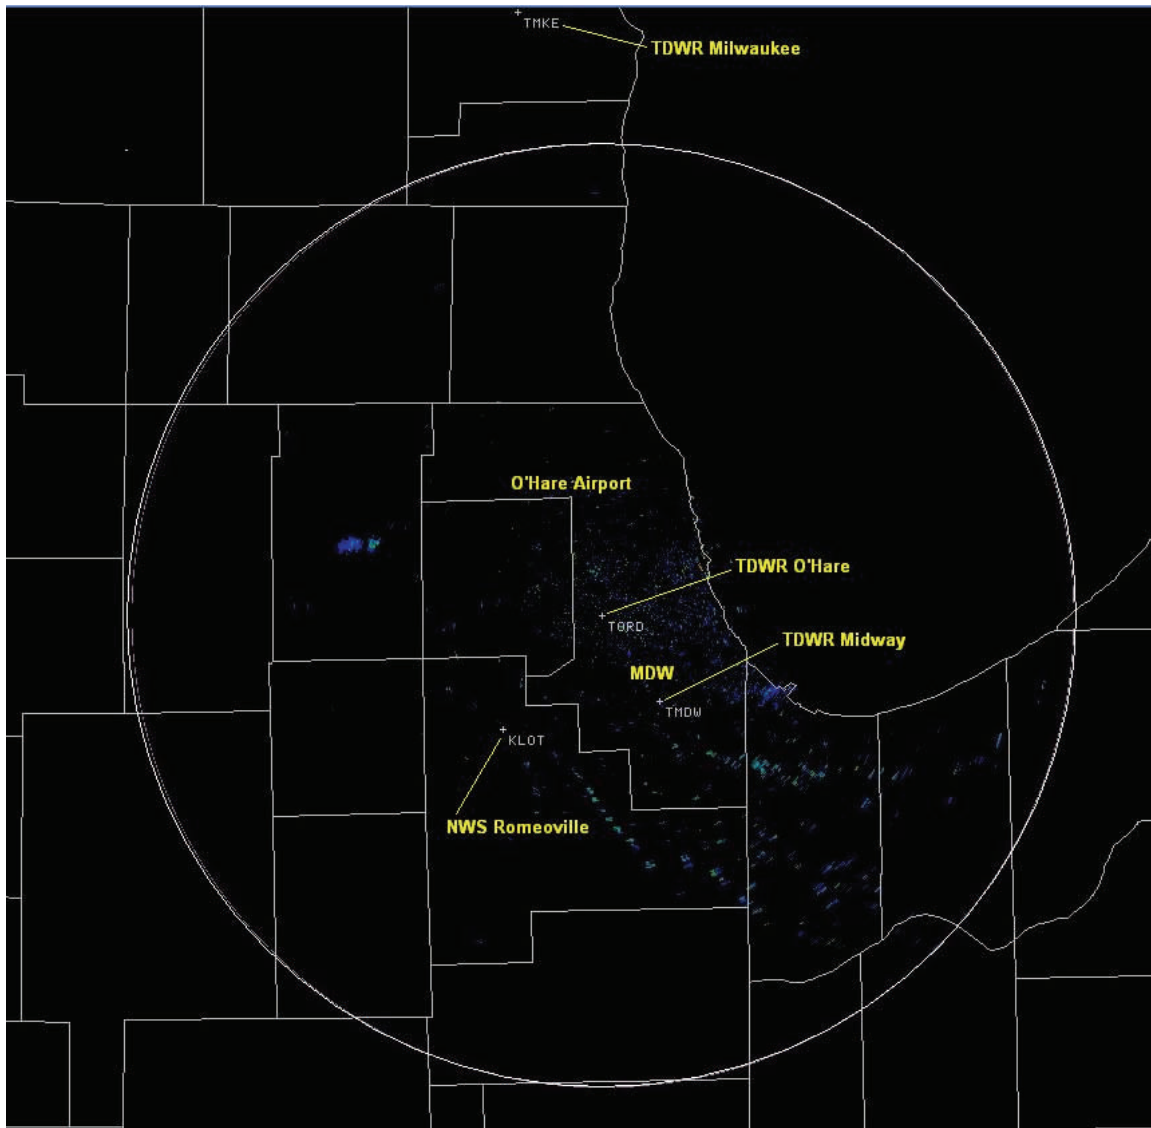 TMKE
TDWR Milwaukee
O'Hare Airport
TDWR O'Hare
TORD
TDWR Midway
MDW
TMDW
KLOT
NWS Romeoville